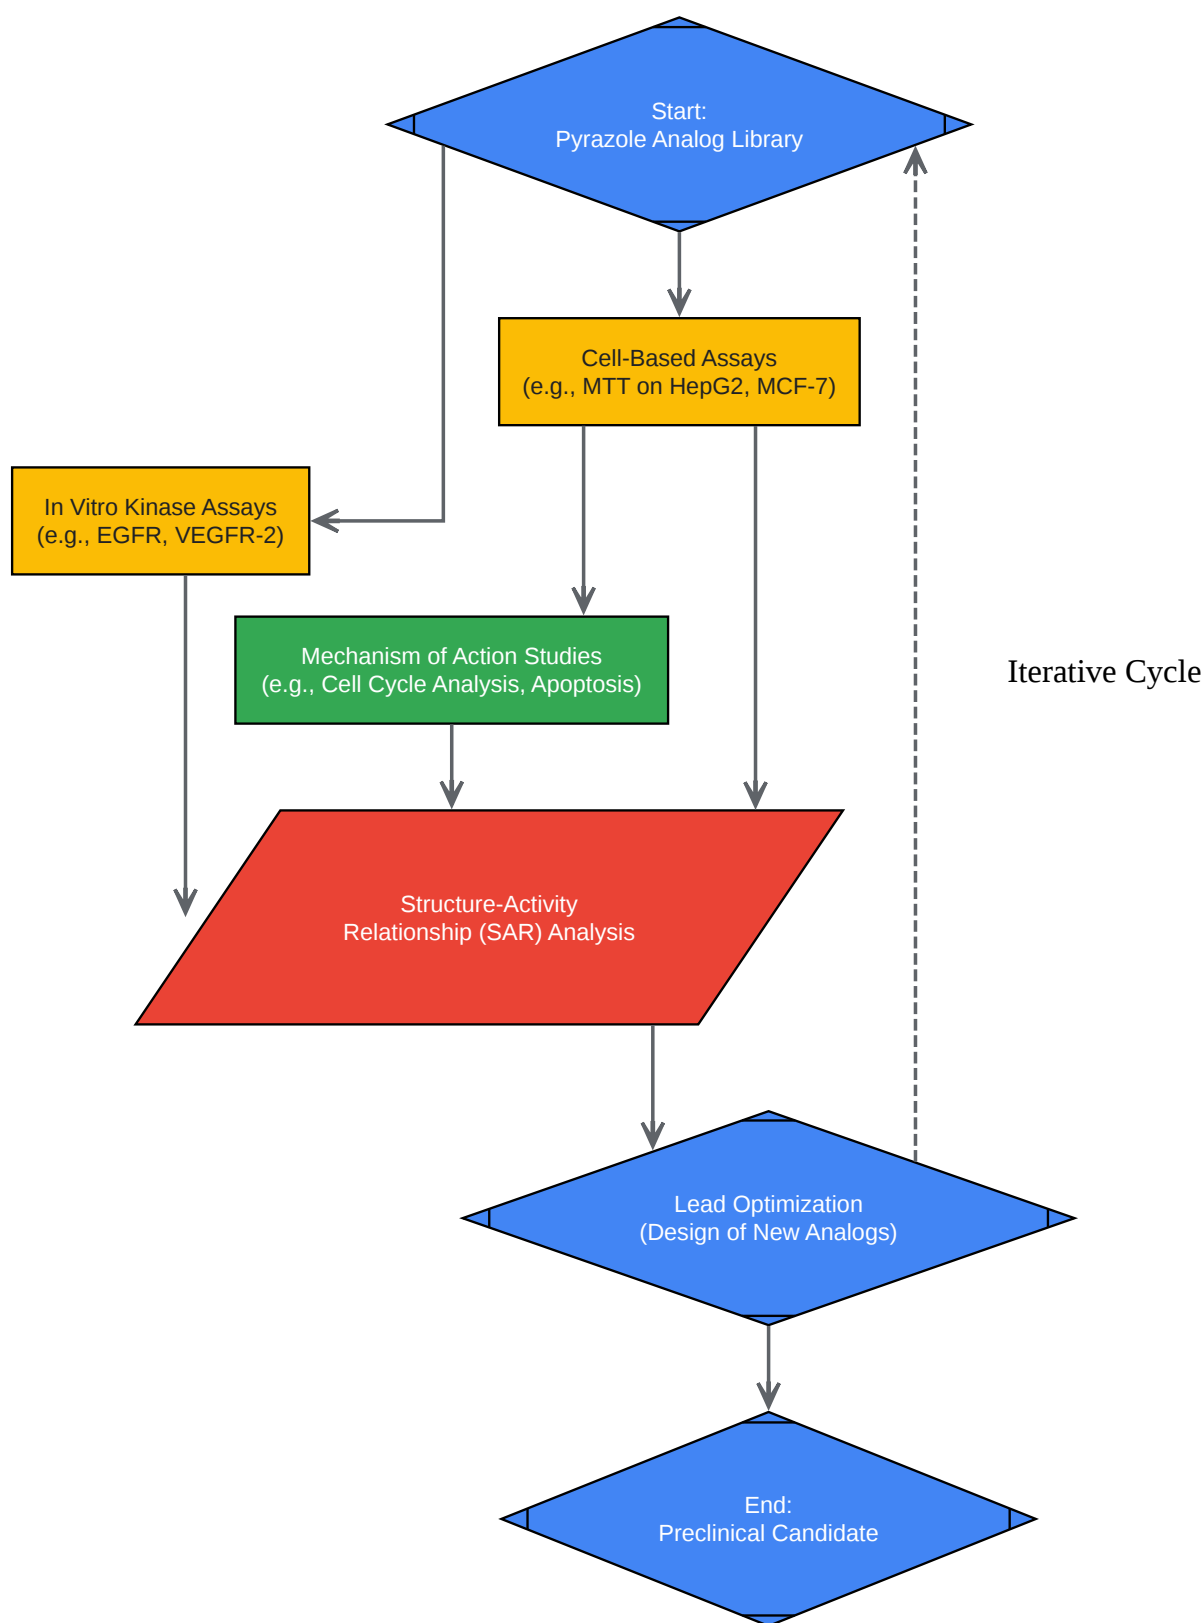 Start:
Pyrazole Analog Library
Cell-Based Assays
(e.g., MTT on HepG2, MCF-7)
In Vitro Kinase Assays
(e.g., EGFR, VEGFR-2)
Mechanism of Action Studies
(e.g., Cell Cycle Analysis, Apoptosis)
Iterative Cycle
Structure-Activity
Relationship (SAR) Analysis
Lead Optimization
(Design of New Analogs)
End:
Preclinical Candidate